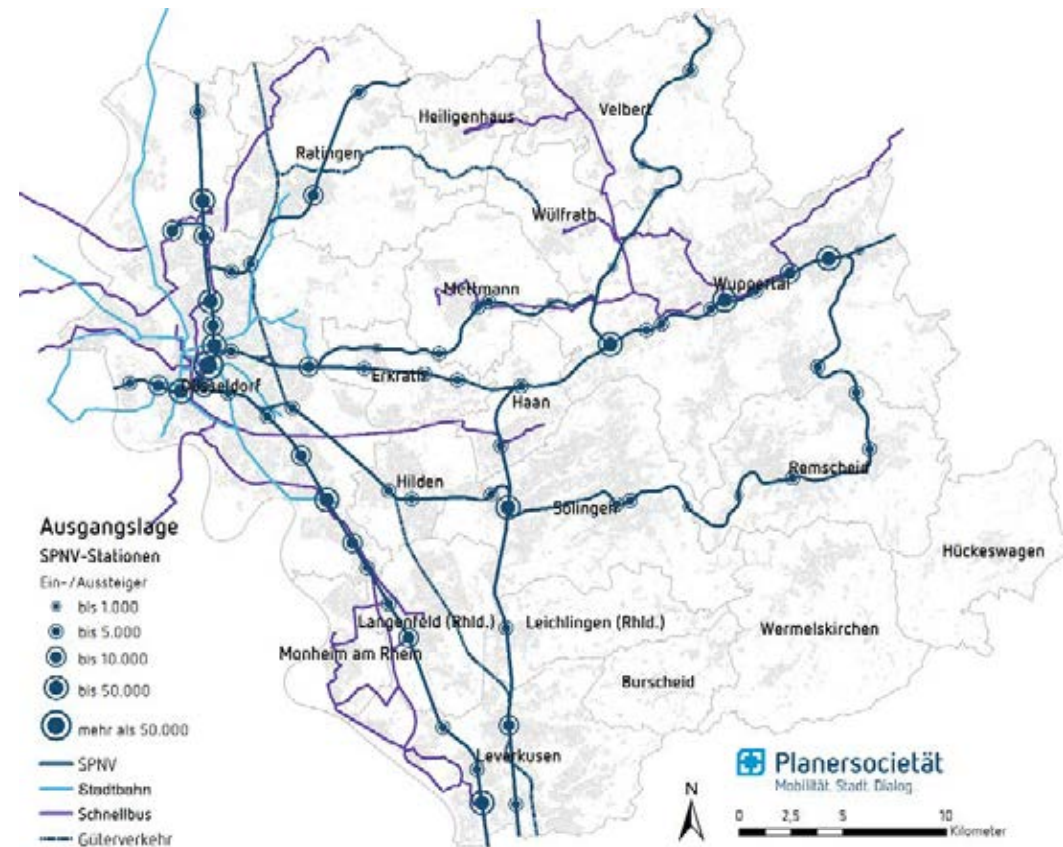 Velbert
Heiligenhaus
Ratingen
Wülfrath
Wuppertal
Mettmann
Erkrath
Düsseldorf
Haan
Remscheid
Hilden
Solingen
Hückeswagen
Langenfeld (Rhld.)
Leichlingen (Rhld.)
Wermelskirchen
Monheim am Rhein
Burscheid
Leverkusen
Ausgangslage
SPNV-Stationen
Ein-/Aussteiger
bis 1.000
bis 5.000
bis 10.000
bis 50.000
mehr als 50.000
SPNV
Stadtbahn
Schnellbus
Güterverkehr
Planersocietät
Mobilität. Stadt. Dialog.
N
0 2,5 5 10
Kilometer